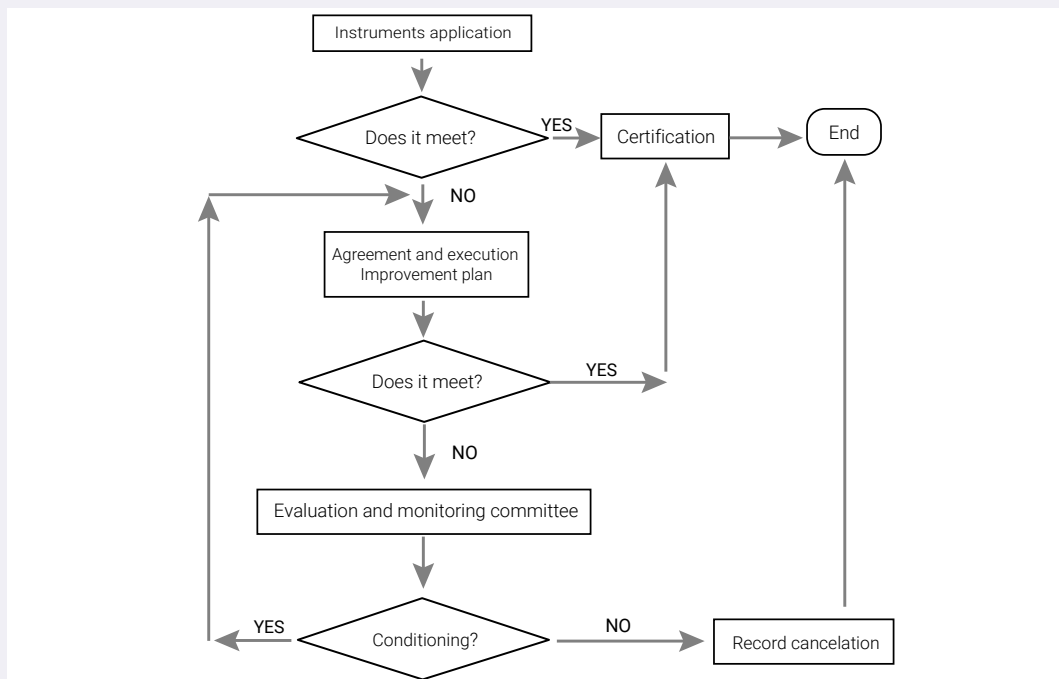 Instruments application
Does it meet?
YES
Certification
End
NO
Agreement and execution
Improvement plan
Does it meet?
YES
NO
Evaluation and monitoring committee
YES
Conditioning?
NO
Record cancelation